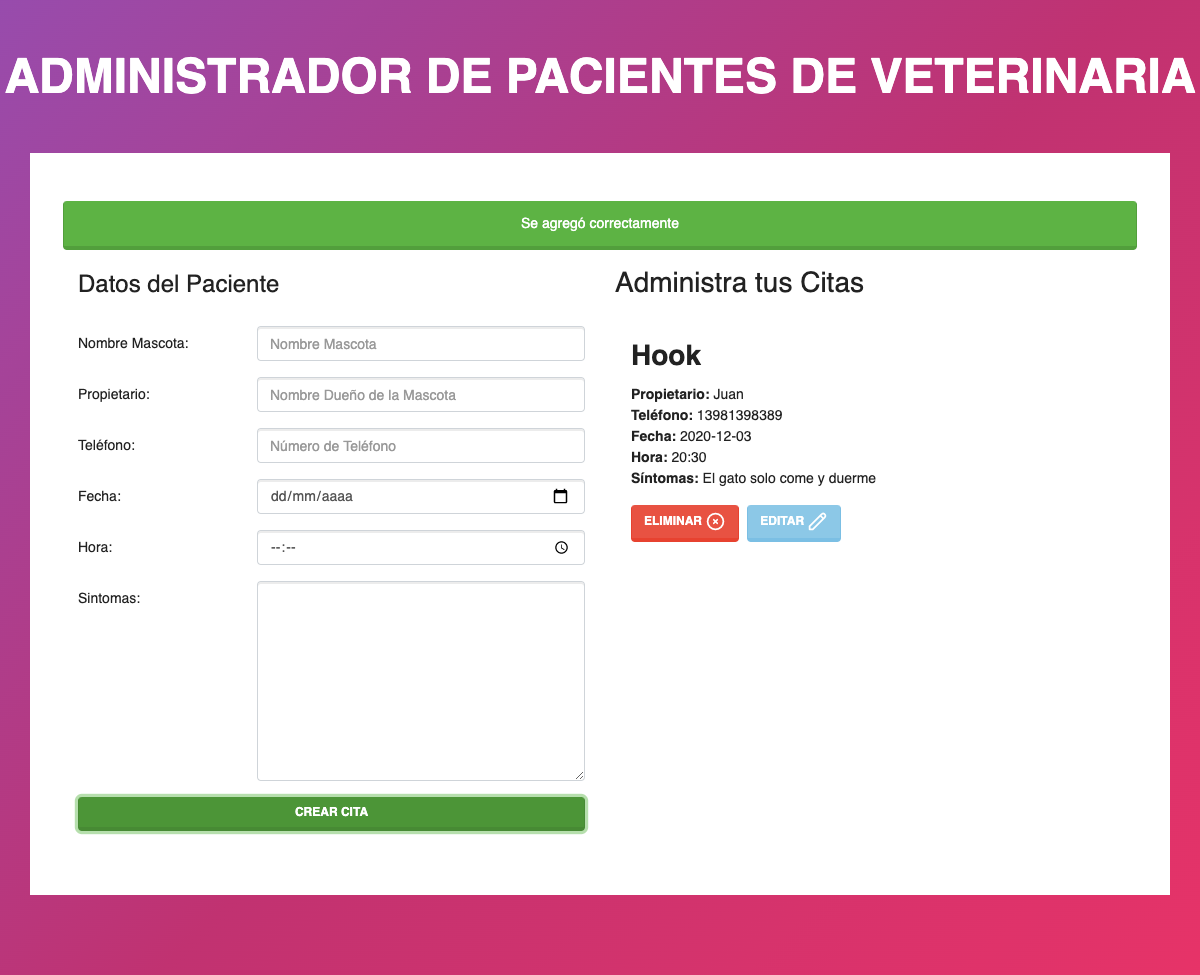 ADMINISTRADOR DE PACIENTES DE VETERINARIA
Se agregó correctamente
Datos del Paciente
Nombre Mascota:
Nombre Mascota
Propietario:
Nombre Dueño de la Mascota
Teléfono:
Número de Teléfono
Fecha:
dd/mm/aaaa
Hora:
--:--
Sintomas:
CREAR CITA
Administra tus Citas
Hook
Propietario: Juan
Teléfono: 13981398389
Fecha: 2020-12-03
Hora: 20:30
Síntomas: El gato solo come y duerme
ELIMINAR
EDITAR